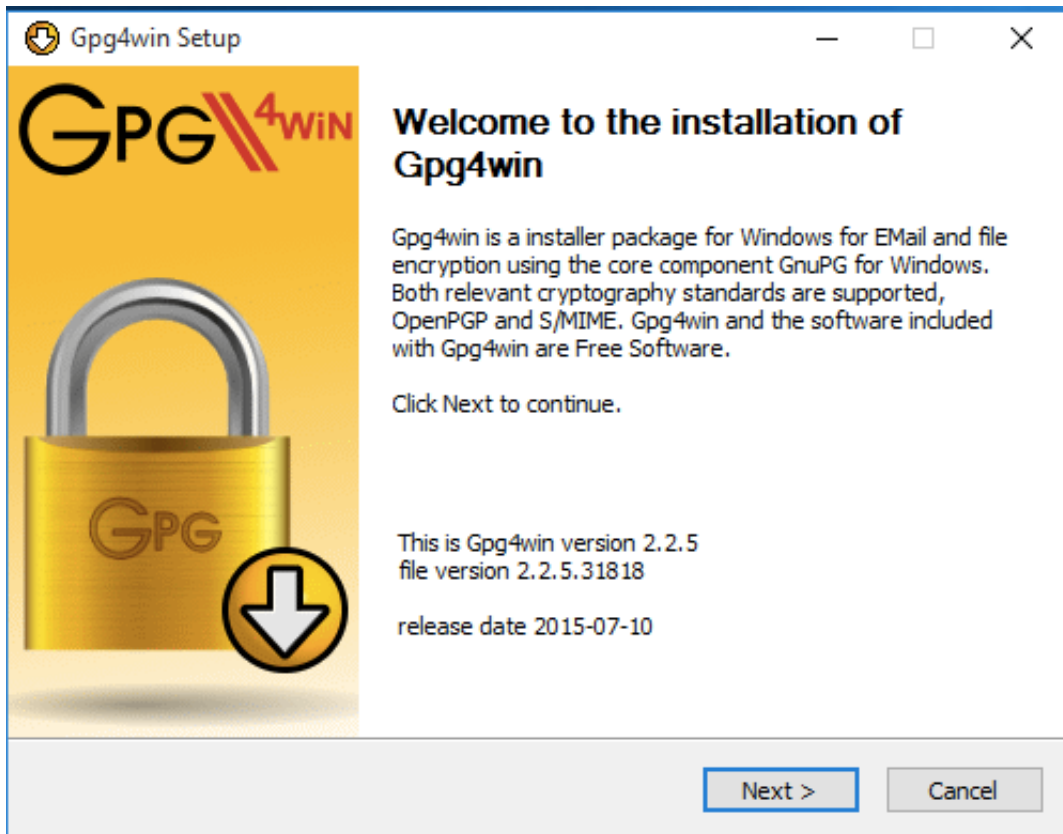 Gpg4win Setup
GPG 4WiN
Welcome to the installation of
Gpg4win
Gpg4win is a installer package for Windows for EMail and file
encryption using the core component GnuPG for Windows.
Both relevant cryptography standards are supported,
OpenPGP and S/MIME. Gpg4win and the software included
with Gpg4win are Free Software.
Click Next to continue.
GPG
This is Gpg4win version 2.2.5
file version 2.2.5.31818
release date 2015-07-10
Next >
Cancel